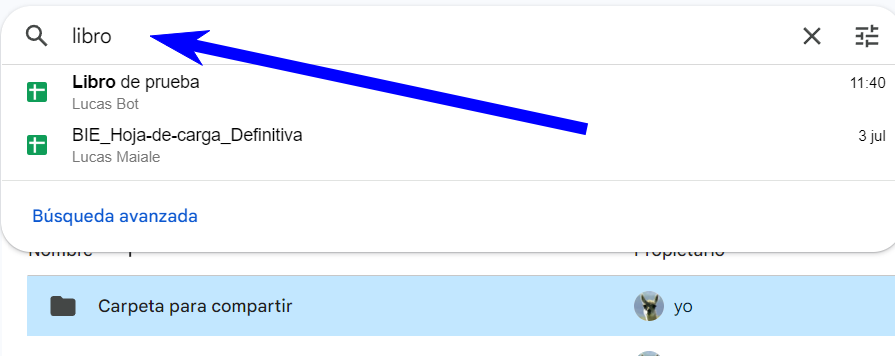 libro
Libro de prueba 11:40
Lucas Bot
BIE_Hoja-de-carga_Definitiva 3 jul
Lucas Maiale
Búsqueda avanzada
Nombre Propietario
Carpeta para compartir yo